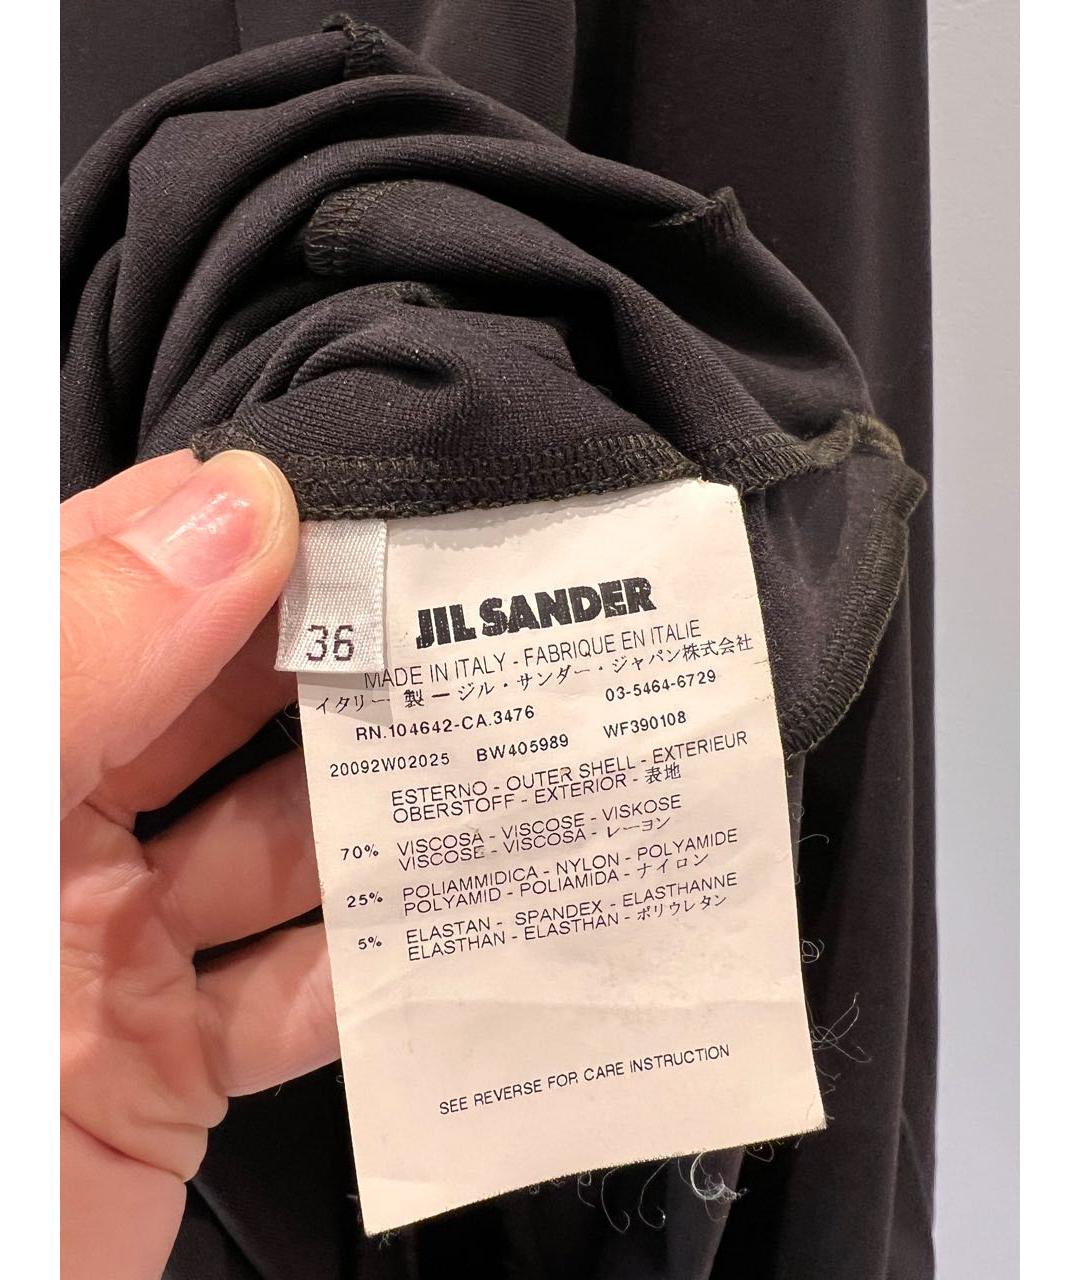 36
JIL SANDER
MADE IN ITALY - FABRIQUE EN ITALIE
イタリー 製 ー ジル・サンダー・ジャパン株式会社
RN.104642-CA.3476 03-5464-6729
20092W02025 BW405989 WF390108
ESTERNO - OUTER SHELL - EXTERIEUR
OBERSTOFF - EXTERIOR - 表地
70% VISCOSA - VISCOSE - VISKOSE
VISCOSE - VISCOSA - レーヨン
25% POLIAMMIDICA - NYLON - POLYAMIDE
POLYAMID - POLIAMIDA - ナイロン
5% ELASTAN - SPANDEX - ELASTHANNE
ELASTHAN - ELASTHAN - ポリウレタン
SEE REVERSE FOR CARE INSTRUCTION